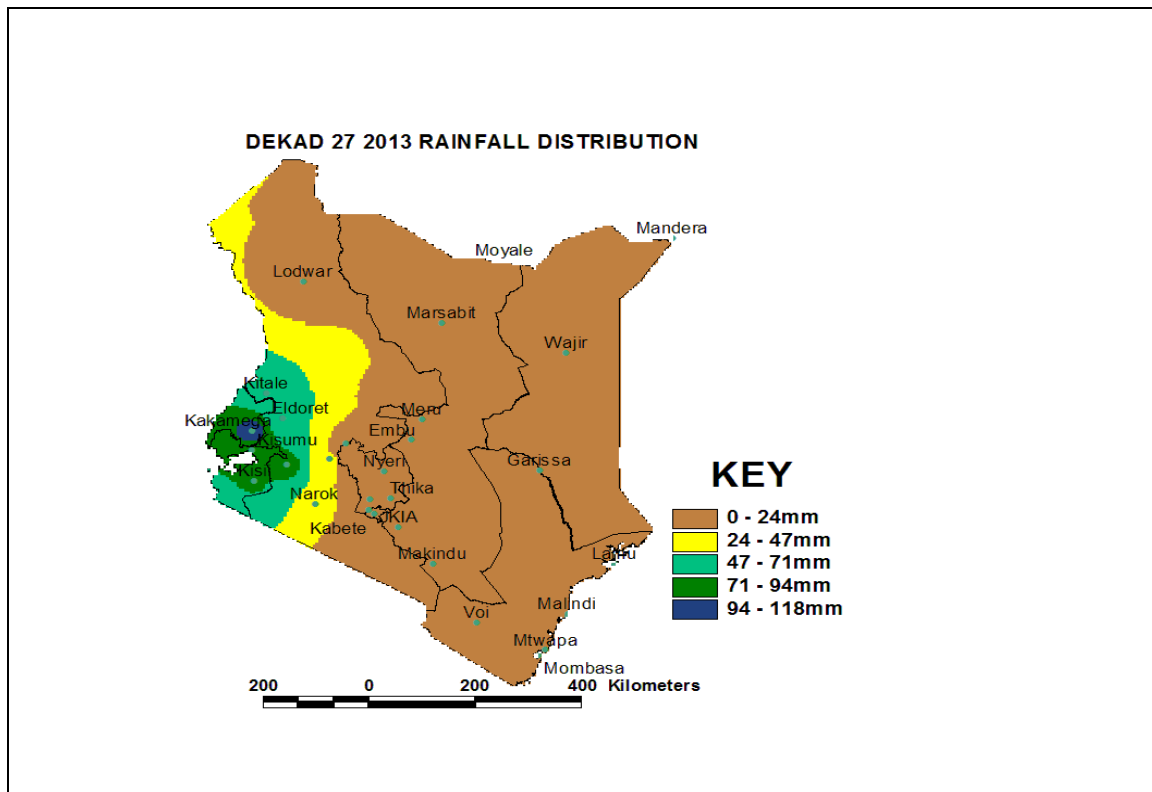 DEKAD 27 2013 RAINFALL DISTRIBUTION
Mandera
Moyale
Lodwar
Marsabit
Wajir
Kitale
Eldoret
Meru
Kakamega
Embu
Kisumu
Nyeri
Garissa
Kisii
Narok
Thika
Kabete
JKIA
Makindu
Lamu
Voi
Malindi
Mtwapa
Mombasa
KEY
0 - 24mm
24 - 47mm
47 - 71mm
71 - 94mm
94 - 118mm
200 0 200 400 Kilometers